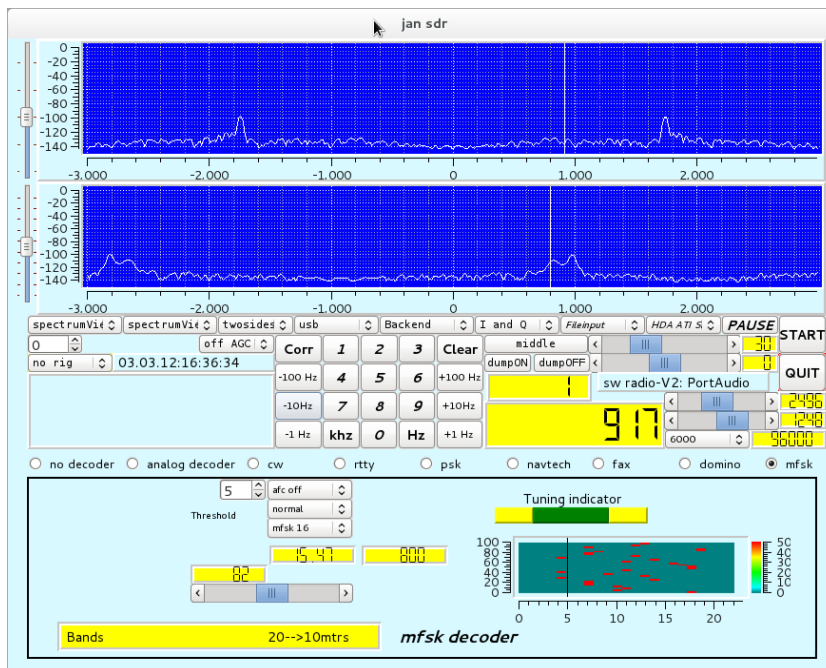 jan sdr
0
-20
-40
-60
-80
-100
-120
-140
-3.000 -2.000 -1.000 0 1.000 2.000
0
-20
-40
-60
-80
-100
-120
-140
-3.000 -2.000 -1.000 0 1.000 2.000
spectrumVie spectrumVie twosides usb Backend I and Q Fileinput HDA ATI S PAUSE START
0 off AGC Corr 1 2 3 Clear middle 30
no rig 03.03.12:16:36:34 dumpON dumpOFF 0
-100 Hz 4 5 6 +100 Hz 1 sw radio-V2: PortAudio QUIT
-10Hz 7 8 9 +10Hz 917 2496
1248
-1 Hz khz 0 Hz +1 Hz 6000 96000
no decoder analog decoder cw rtty psk navtech fax domino mfsk
5 afc off
Threshold normal
mfsk 16
15.47 800
82
Tuning indicator
100
80
60
40
20
0
0 5 10 15 20
50
40
30
20
10
0
Bands 20-->10mtrs mfsk decoder